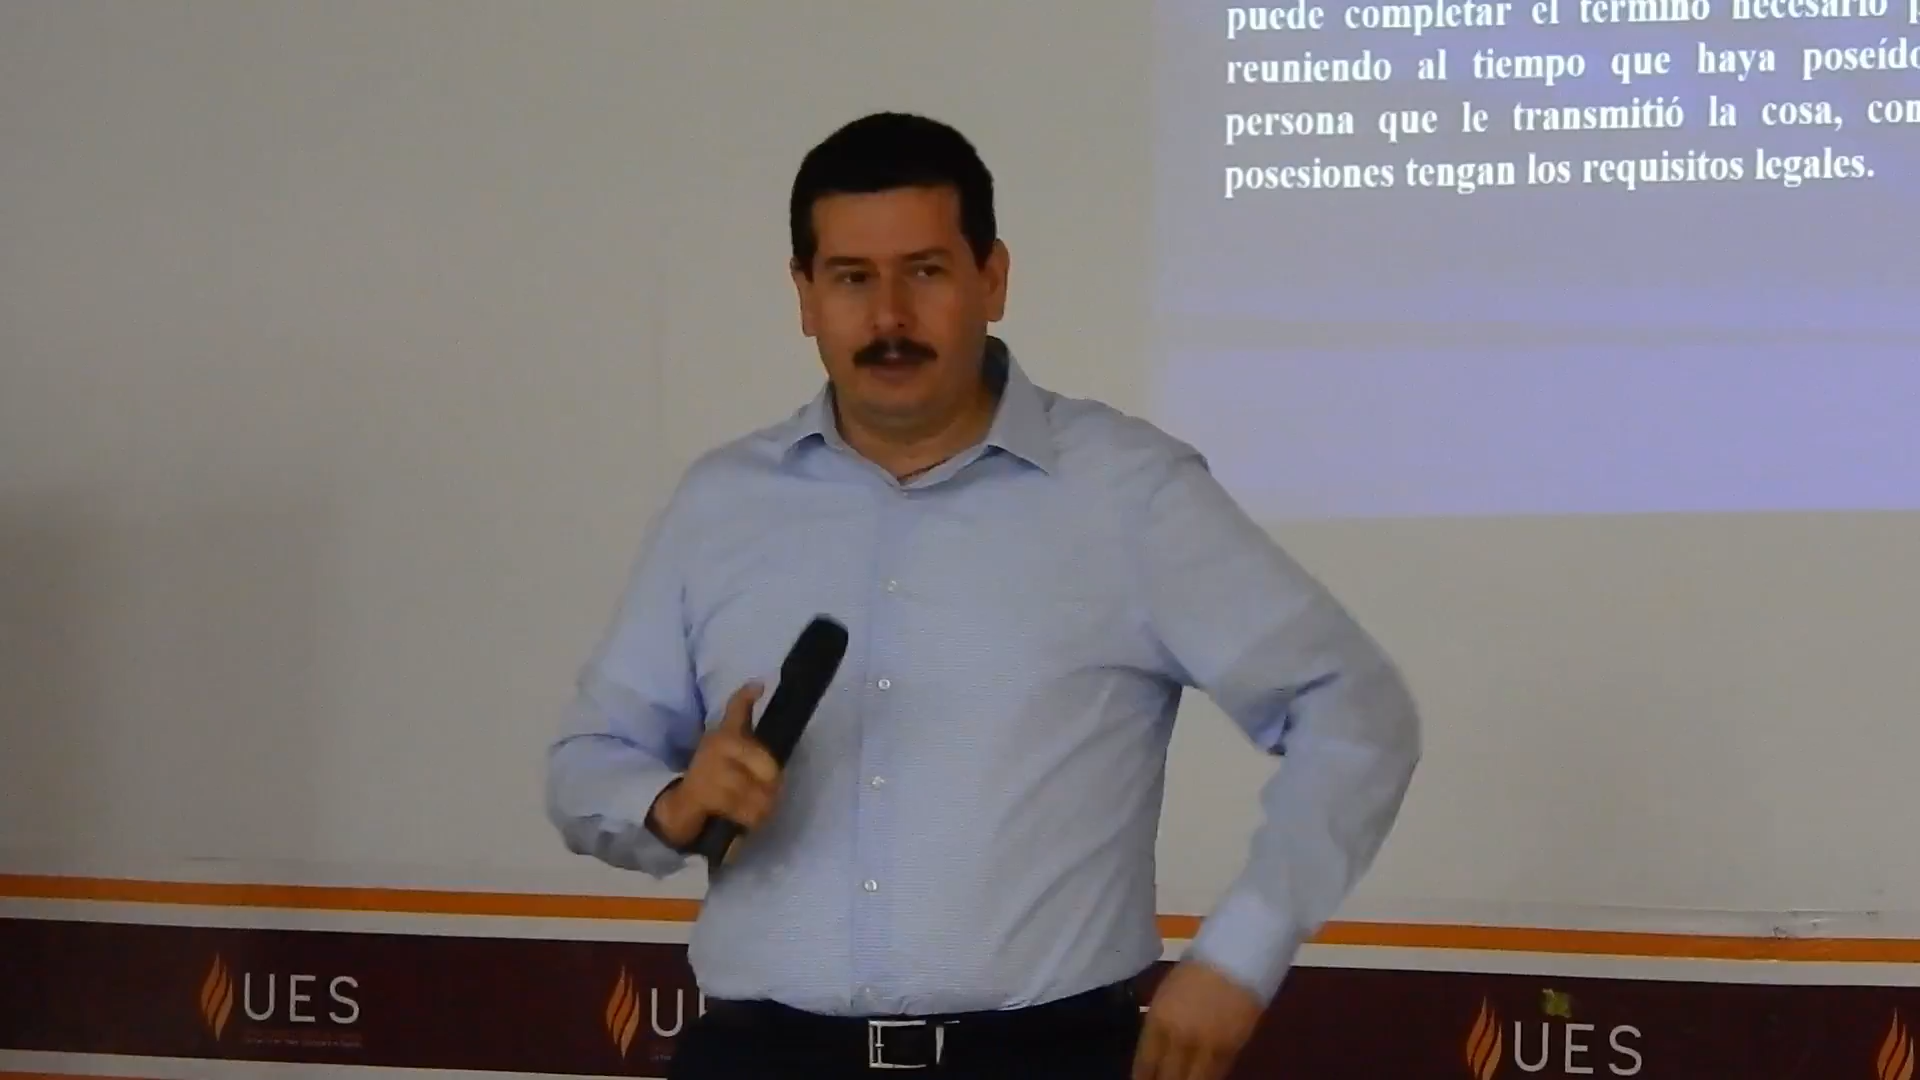 puede completar el término necesario
reuniendo al tiempo que haya poseído
persona que le transmitió la cosa, con
posesiones tengan los requisitos legales.
UES
UES